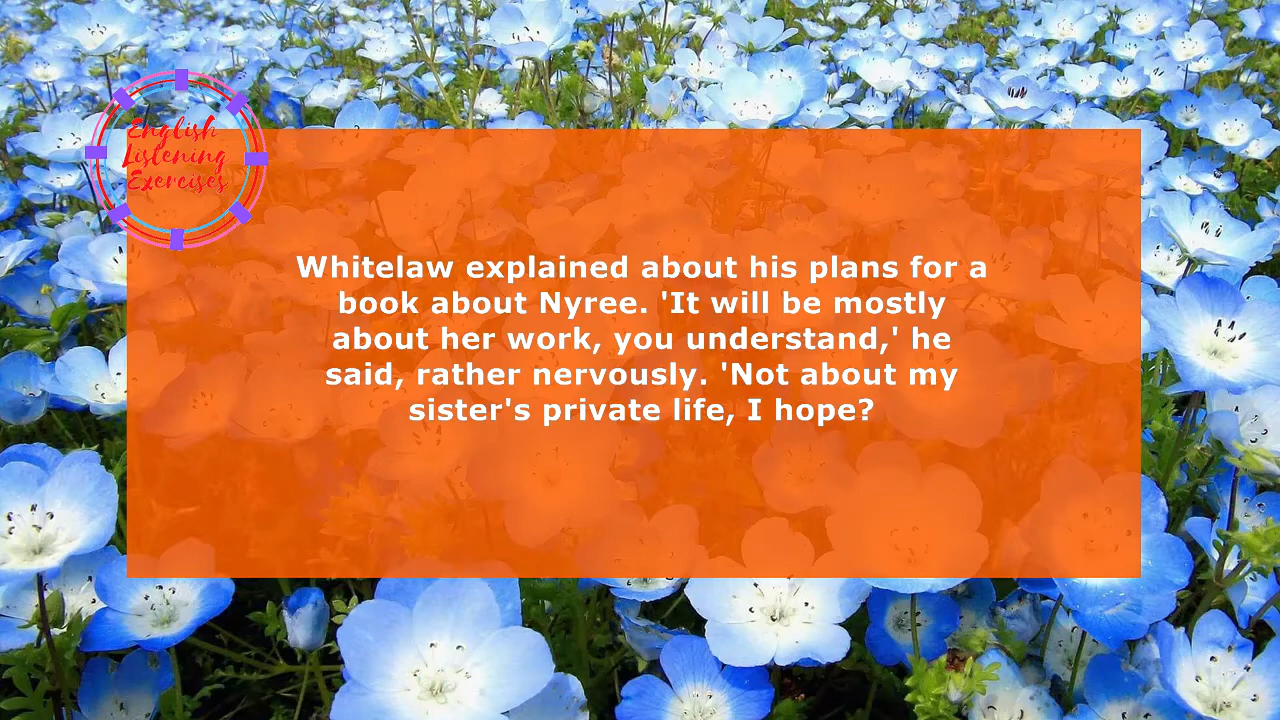 English
Listening
Exercises
Whitelaw explained about his plans for a
book about Nyree. 'It will be mostly
about her work, you understand,' he
said, rather nervously. 'Not about my
sister's private life, I hope?